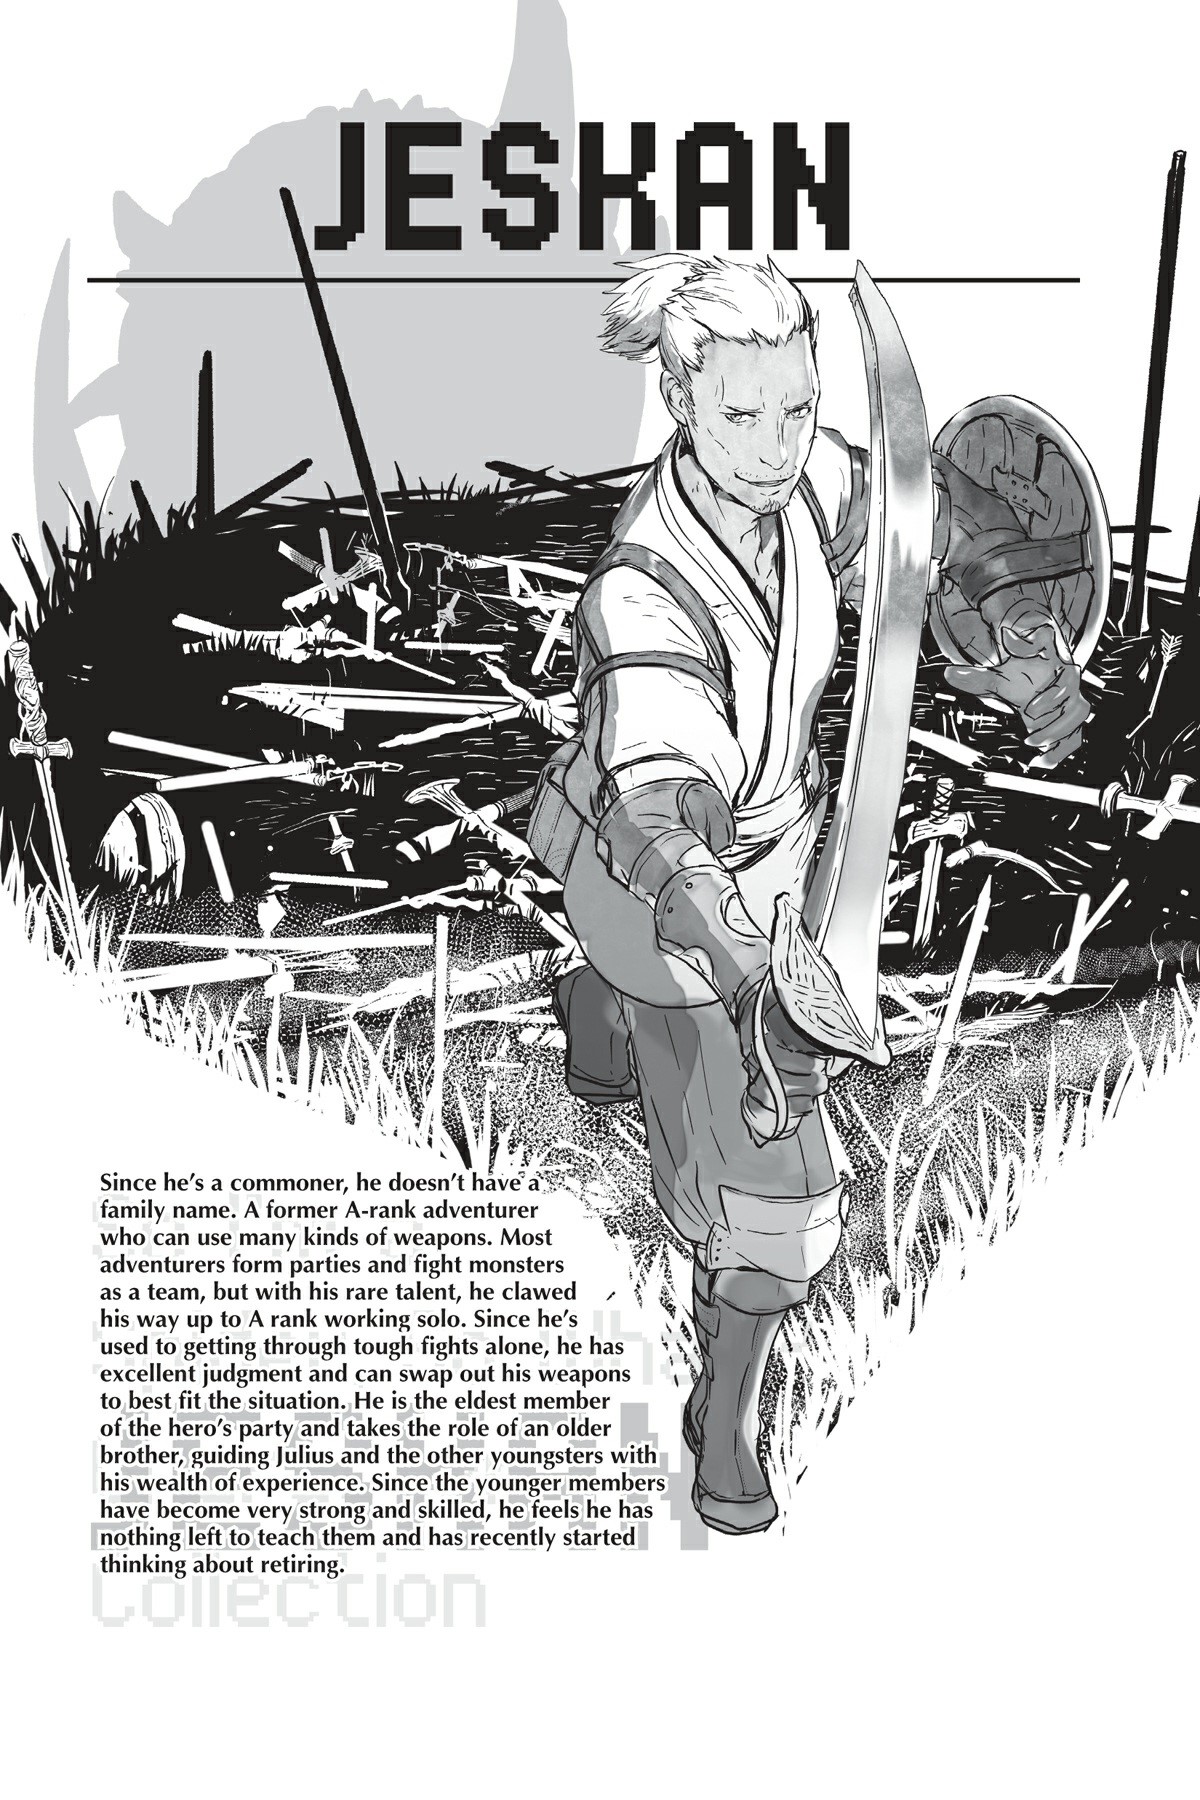 JESKAN
Since he's a commoner, he doesn't have a
family name. A former A-rank adventurer
who can use many kinds of weapons. Most
adventurers form parties and fight monsters
as a team, but with his rare talent, he clawed
his way up to A rank working solo. Since he's
used to getting through tough fights alone, he has
excellent judgment and can swap out his weapons
to best fit the situation. He is the eldest member
of the hero's party and takes the role of an older
brother, guiding Julius and the other youngsters with
his wealth of experience. Since the younger members
have become very strong and skilled, he feels he has
nothing left to teach them and has recently started
thinking about retiring.
Collection